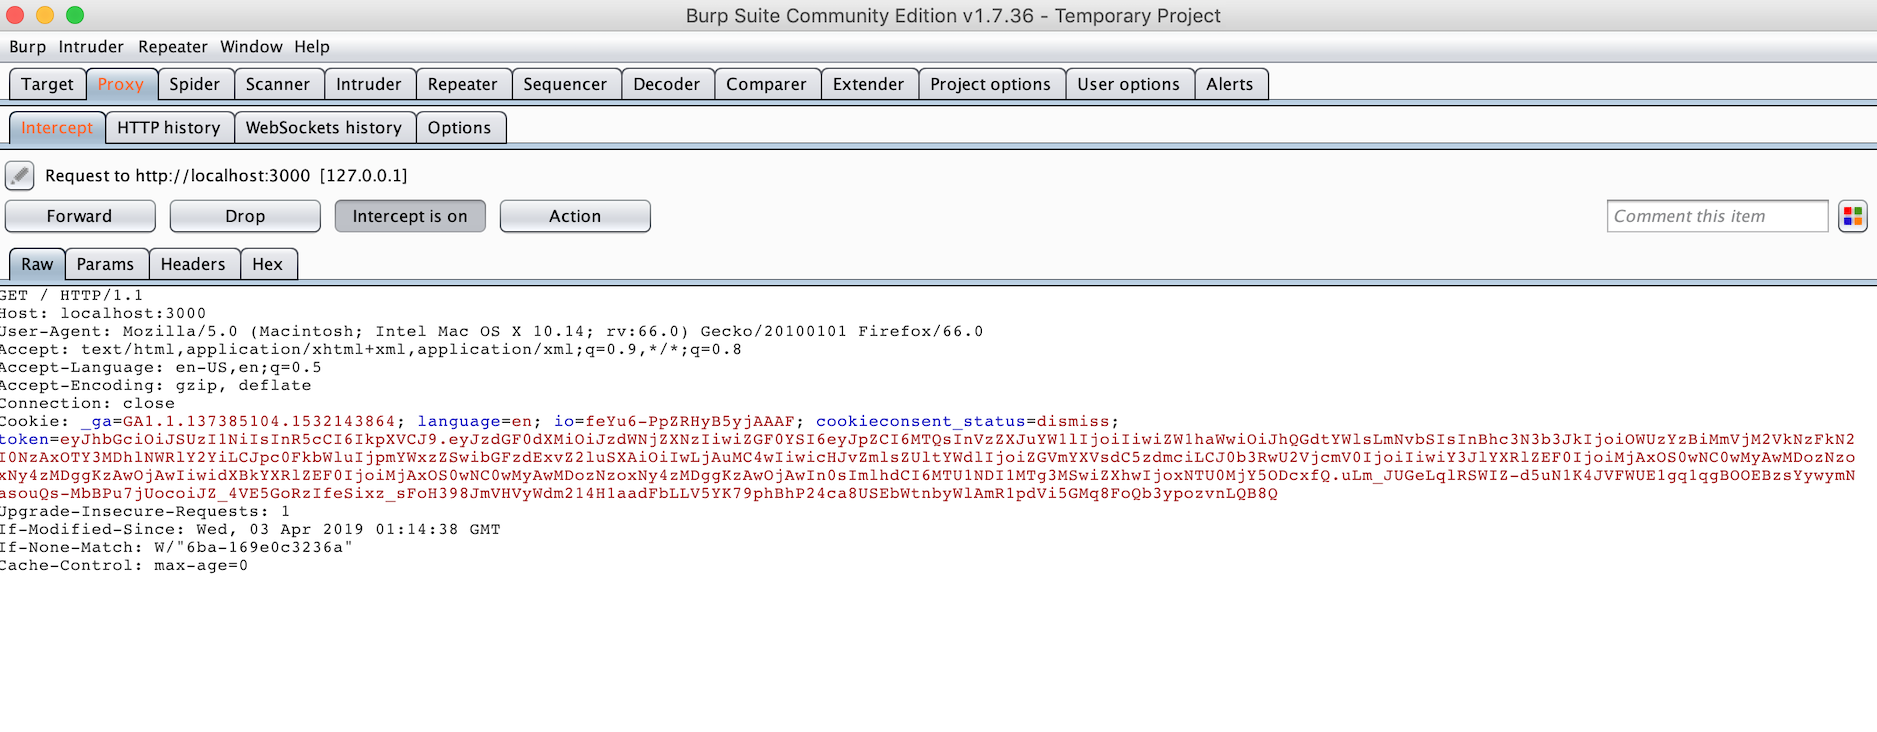 Burp Suite Community Edition v1.7.36 - Temporary Project
Burp Intruder Repeater Window Help
Target Proxy Spider Scanner Intruder Repeater Sequencer Decoder Comparer Extender Project options User options Alerts
Intercept HTTP history WebSockets history Options
Request to http://localhost:3000 [127.0.0.1]
Forward Drop Intercept is on Action Comment this item
Raw Params Headers Hex
GET / HTTP/1.1
Host: localhost:3000
User-Agent: Mozilla/5.0 (Macintosh; Intel Mac OS X 10.14; rv:66.0) Gecko/20100101 Firefox/66.0
Accept: text/html,application/xhtml+xml,application/xml;q=0.9,*/*;q=0.8
Accept-Language: en-US,en;q=0.5
Accept-Encoding: gzip, deflate
Connection: close
Cookie: _ga=GA1.1.137385104.1532143864; language=en; io=feYu6-PpZRHyB5yjAAAF; cookieconsent_status=dismiss;
token=eyJhbGciOiJSUzI1NiIsInR5cCI6IkpXVCJ9.eyJzdGF0dXMiOiJzdWNjZXNzIiwiZGF0YSI6eyJpZCI6MTQsInVzZXJuYW1lIjoiIiwiZW1haWwiOiJhQGdtYWlsLmNvbSIsInBhc3N3b3JkIjoiOWUzYzBiMmVjM2VkNzFkN2
I0NzAxOTY3MDhlNWRlY2YiLCJpc0FkbWluIjpmYWxzZSwibGFzdExvZ2luSXAiOiIwLjAuMC4wIiwicHJvZmlsZUltYWdlIjoiZGVmYXVsdC5zdmciLCJ0b3RwU2VjcmV0IjoiIiwiY3JlYXRlZEF0IjoiMjAxOS0wNC0wMyAwMDozNzo
xNy4zMDggKzAwOjAwIiwidXBkYXRlZEF0IjoiMjAxOS0wNC0wMyAwMDozNzoxNy4zMDggKzAwOjAwIn0sImlhdCI6MTU1NDI1MTg3MSwiZXhwIjoxNTU0MjY5ODcxfQ.uLm_JUGeLqlRSWIZ-d5uN1K4JVFWUE1gq1qgBOOEBzsYywymN
asouQs-MbBPu7jUocoiJZ_4VE5GoRzIfeSixz_sFoH398JmVHVyWdm214H1aadFbLLV5YK79phBhP24ca8USEbWtnbyWlAmR1pdVi5GMq8FoQb3ypozvnLQB8Q
Upgrade-Insecure-Requests: 1
If-Modified-Since: Wed, 03 Apr 2019 01:14:38 GMT
If-None-Match: W/"6ba-169e0c3236a"
Cache-Control: max-age=0